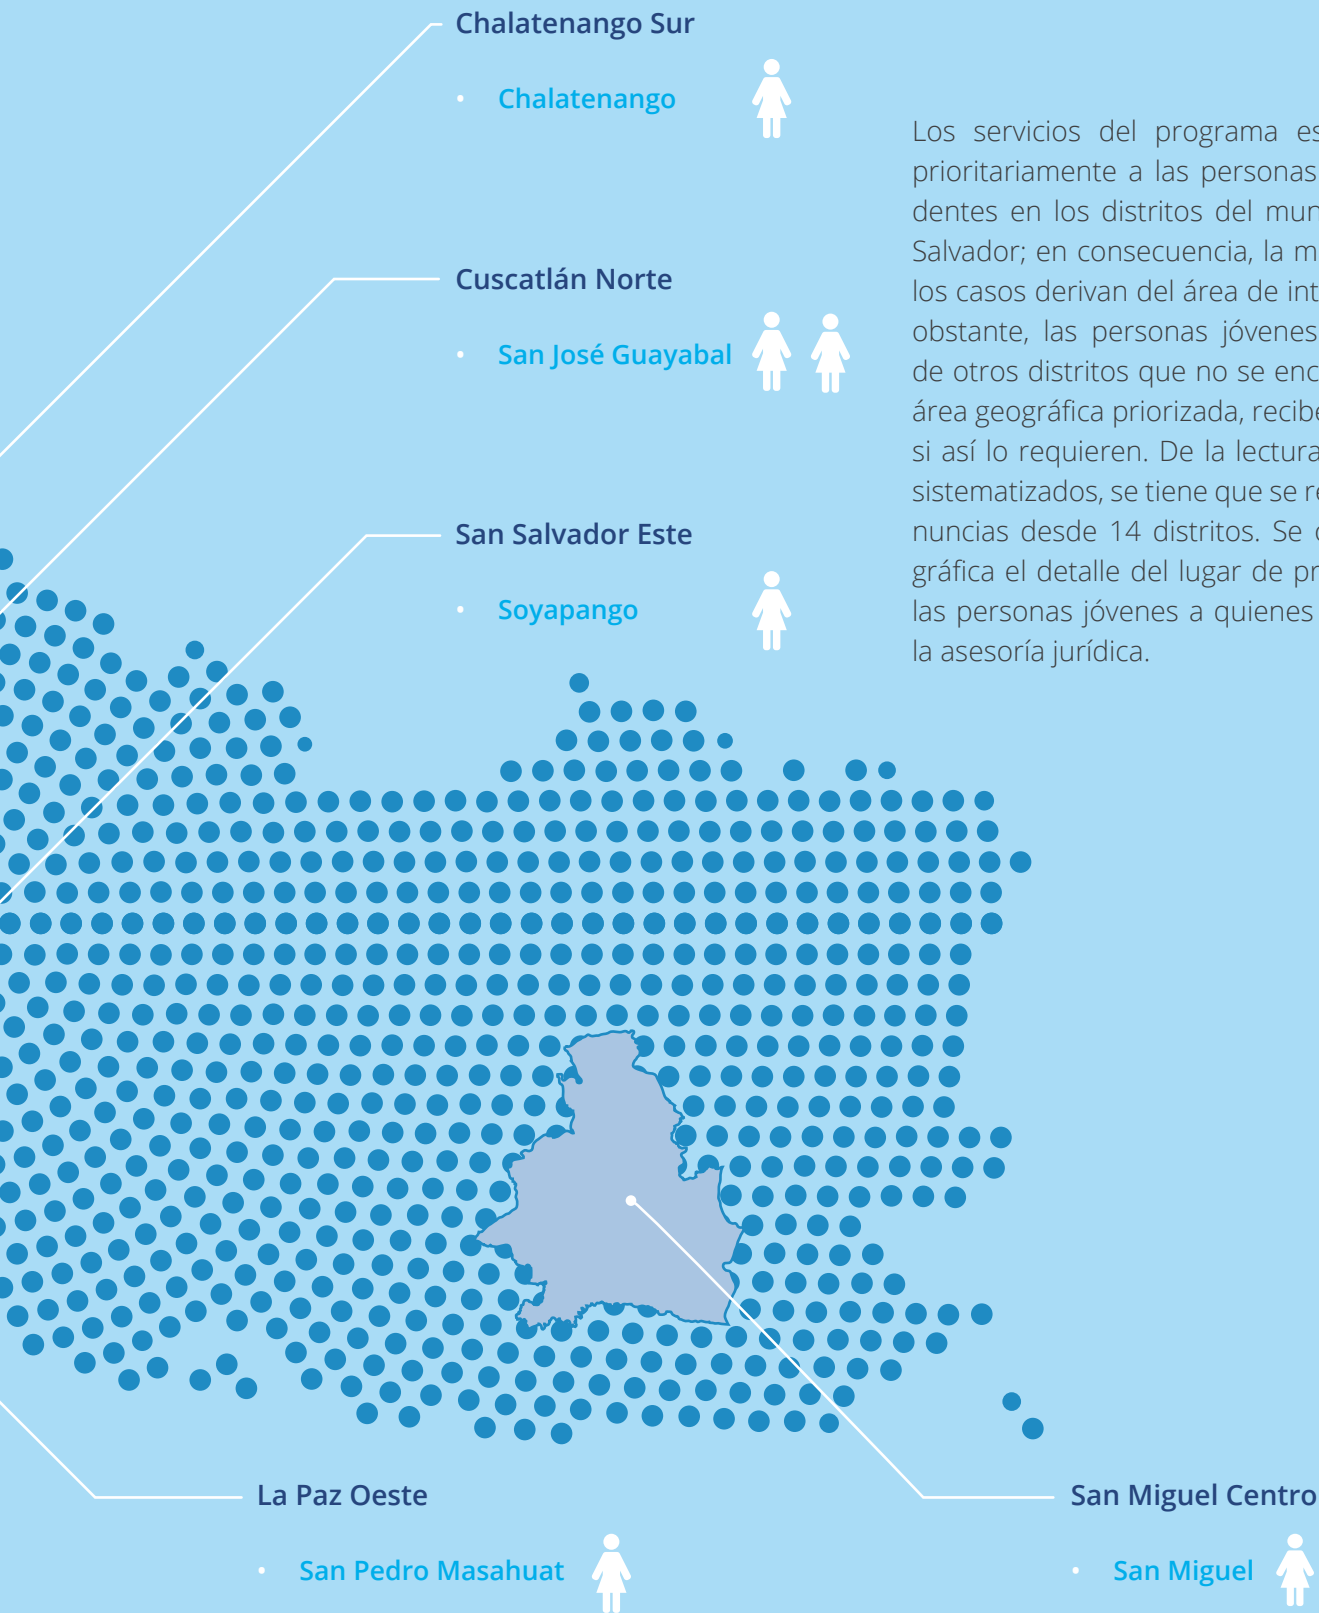 Chalatenango Sur
• Chalatenango
Cuscatlán Norte
• San José Guayabal
San Salvador Este
• Soyapango
Los servicios del programa es
prioritariamente a las personas
dentes en los distritos del mun
Salvador; en consecuencia, la m
los casos derivan del área de int
obstante, las personas jóvenes
de otros distritos que no se enc
área geográfica priorizada, recibe
si así lo requieren. De la lectura
sistematizados, se tiene que se re
nuncias desde 14 distritos. Se
gráfica el detalle del lugar de pr
las personas jóvenes a quienes
la asesoría jurídica.
La Paz Oeste
• San Pedro Masahuat
San Miguel Centro
• San Miguel